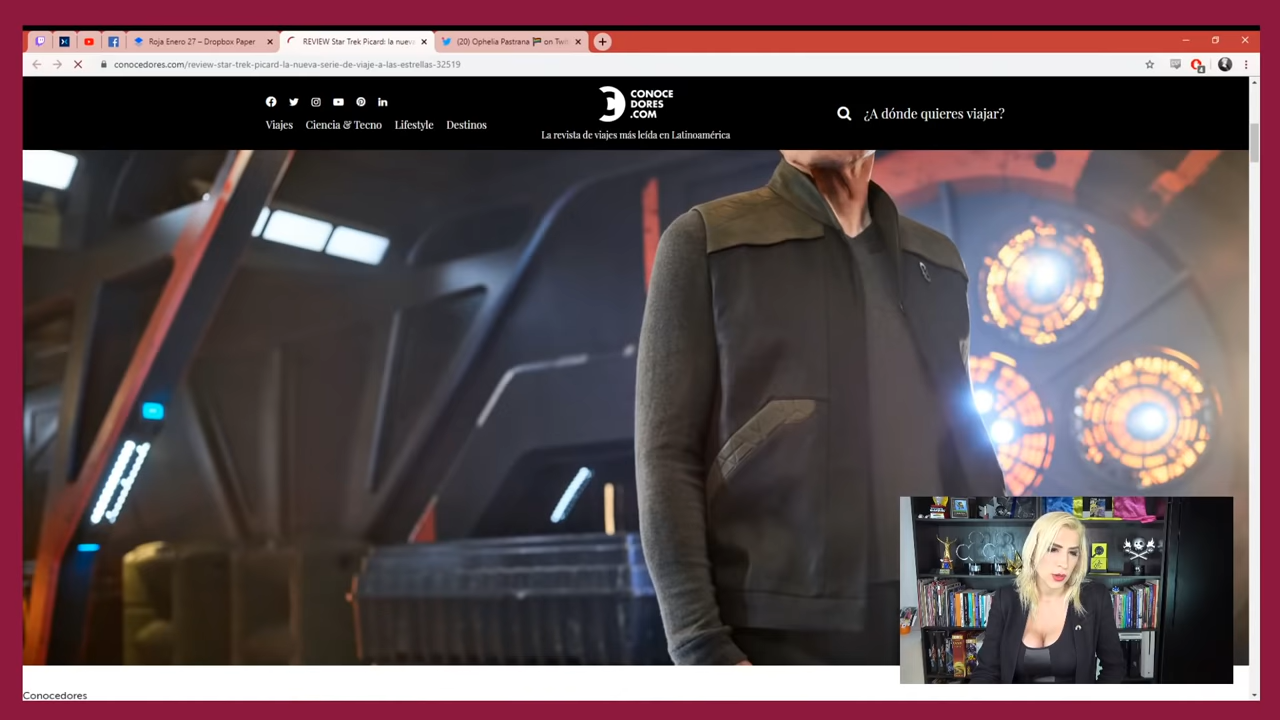 Roja Enero 27 – Dropbox Paper
REVIEW Star Trek Picard: la nuev
(20) Ophelia Pastrana 🏴 on Twit
conocedores.com/review-star-trek-picard-la-nueva-serie-de-viaje-a-las-estrellas-32519
CONOCE
DORES
.COM
La revista de viajes más leída en Latinoamérica
Viajes Ciencia & Tecno Lifestyle Destinos
¿A dónde quieres viajar?
Conocedores